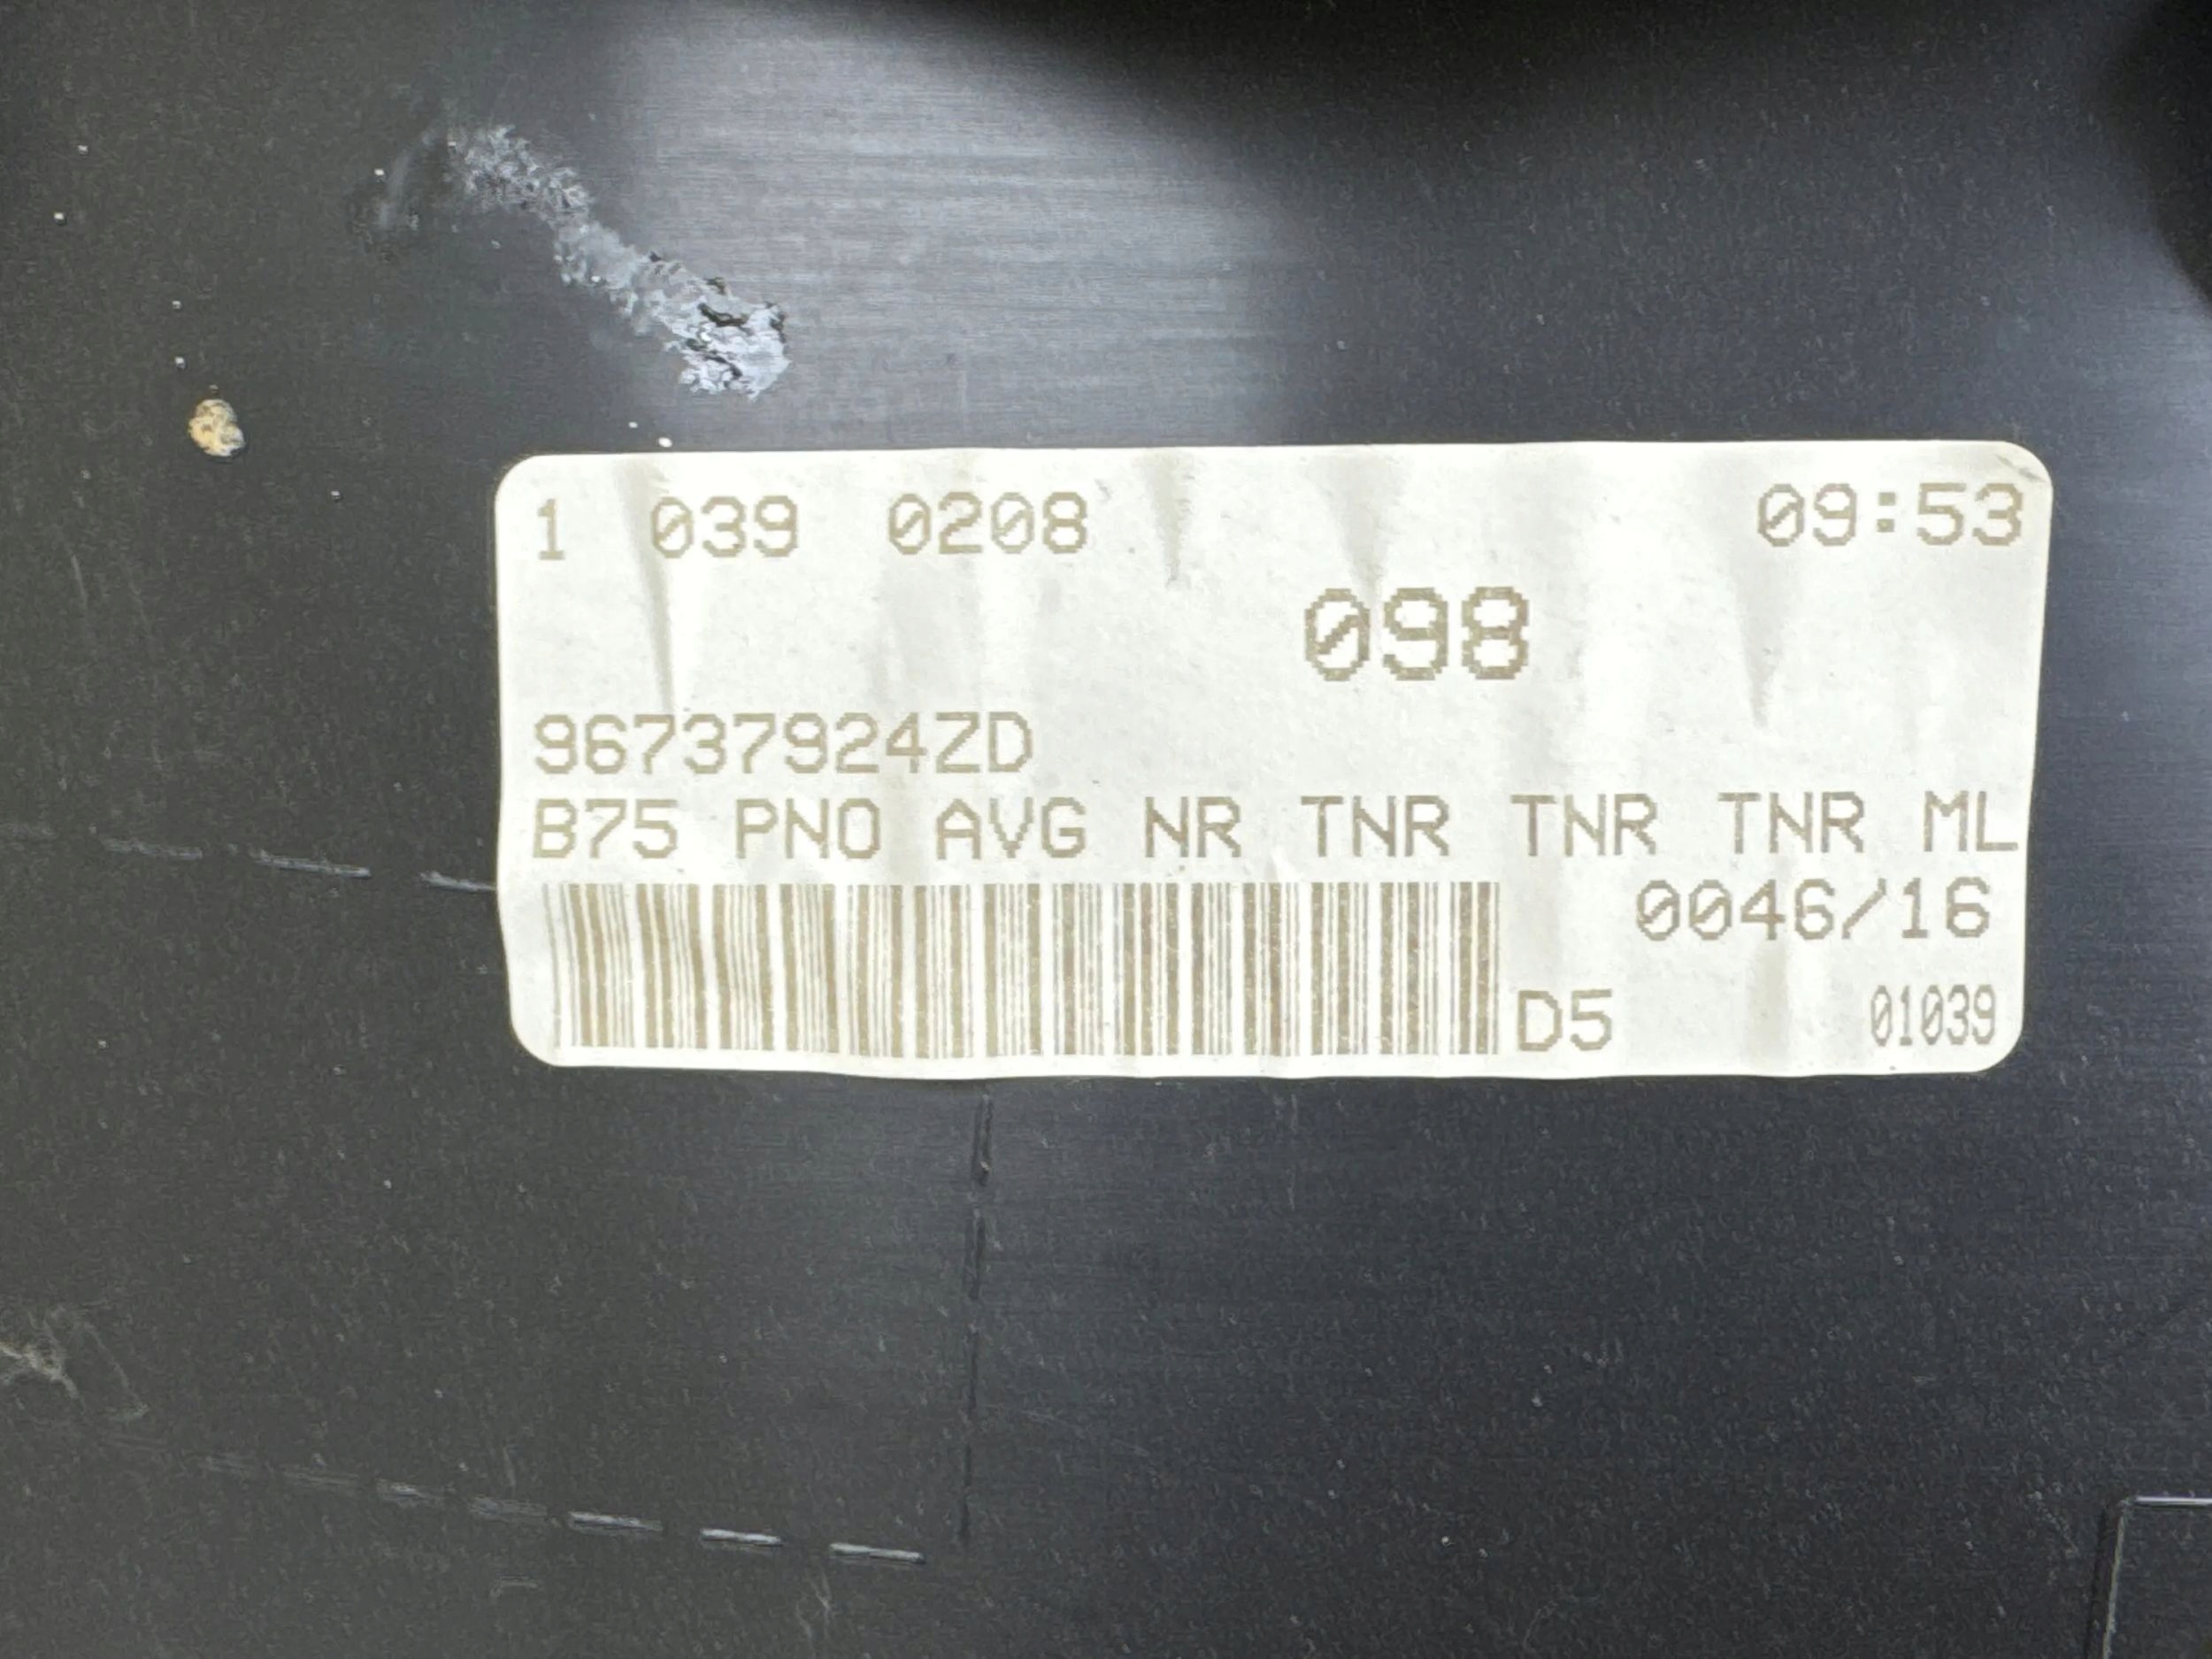 1 039 0208 09:53
098
96737924ZD
B75 PNO AVG NR TNR TNR TNR ML
0046/16
D5 01039